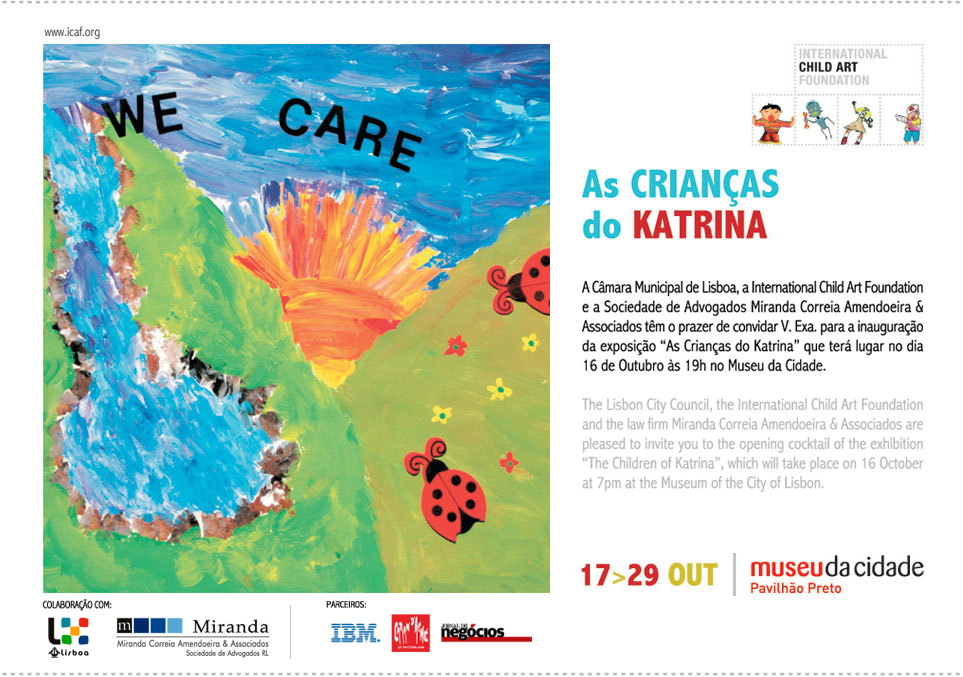 www.icaf.org
WE CARE
INTERNATIONAL
CHILD ART
FOUNDATION
As CRIANÇAS
do KATRINA
A Câmara Municipal de Lisboa, a International Child Art Foundation
e a Sociedade de Advogados Miranda Correia Amendoeira &
Associados têm o prazer de convidar V. Exa. para a inauguração
da exposição “As Crianças do Katrina” que terá lugar no dia
16 de Outubro às 19h no Museu da Cidade.
The Lisbon City Council, the International Child Art Foundation
and the law firm Miranda Correia Amendoeira & Associados are
pleased to invite you to the opening cocktail of the exhibition
“The Children of Katrina”, which will take place on 16 October
at 7pm at the Museum of the City of Lisbon.
17>29 OUT
museudacidade
Pavilhão Preto
COLABORAÇÃO COM:
Lisboa
m Miranda
Miranda Correia Amendoeira & Associados
Sociedade de Advogados RL
PARCEIROS:
IBM.
CARAN D'ACHE
JORNAL DE
negócios